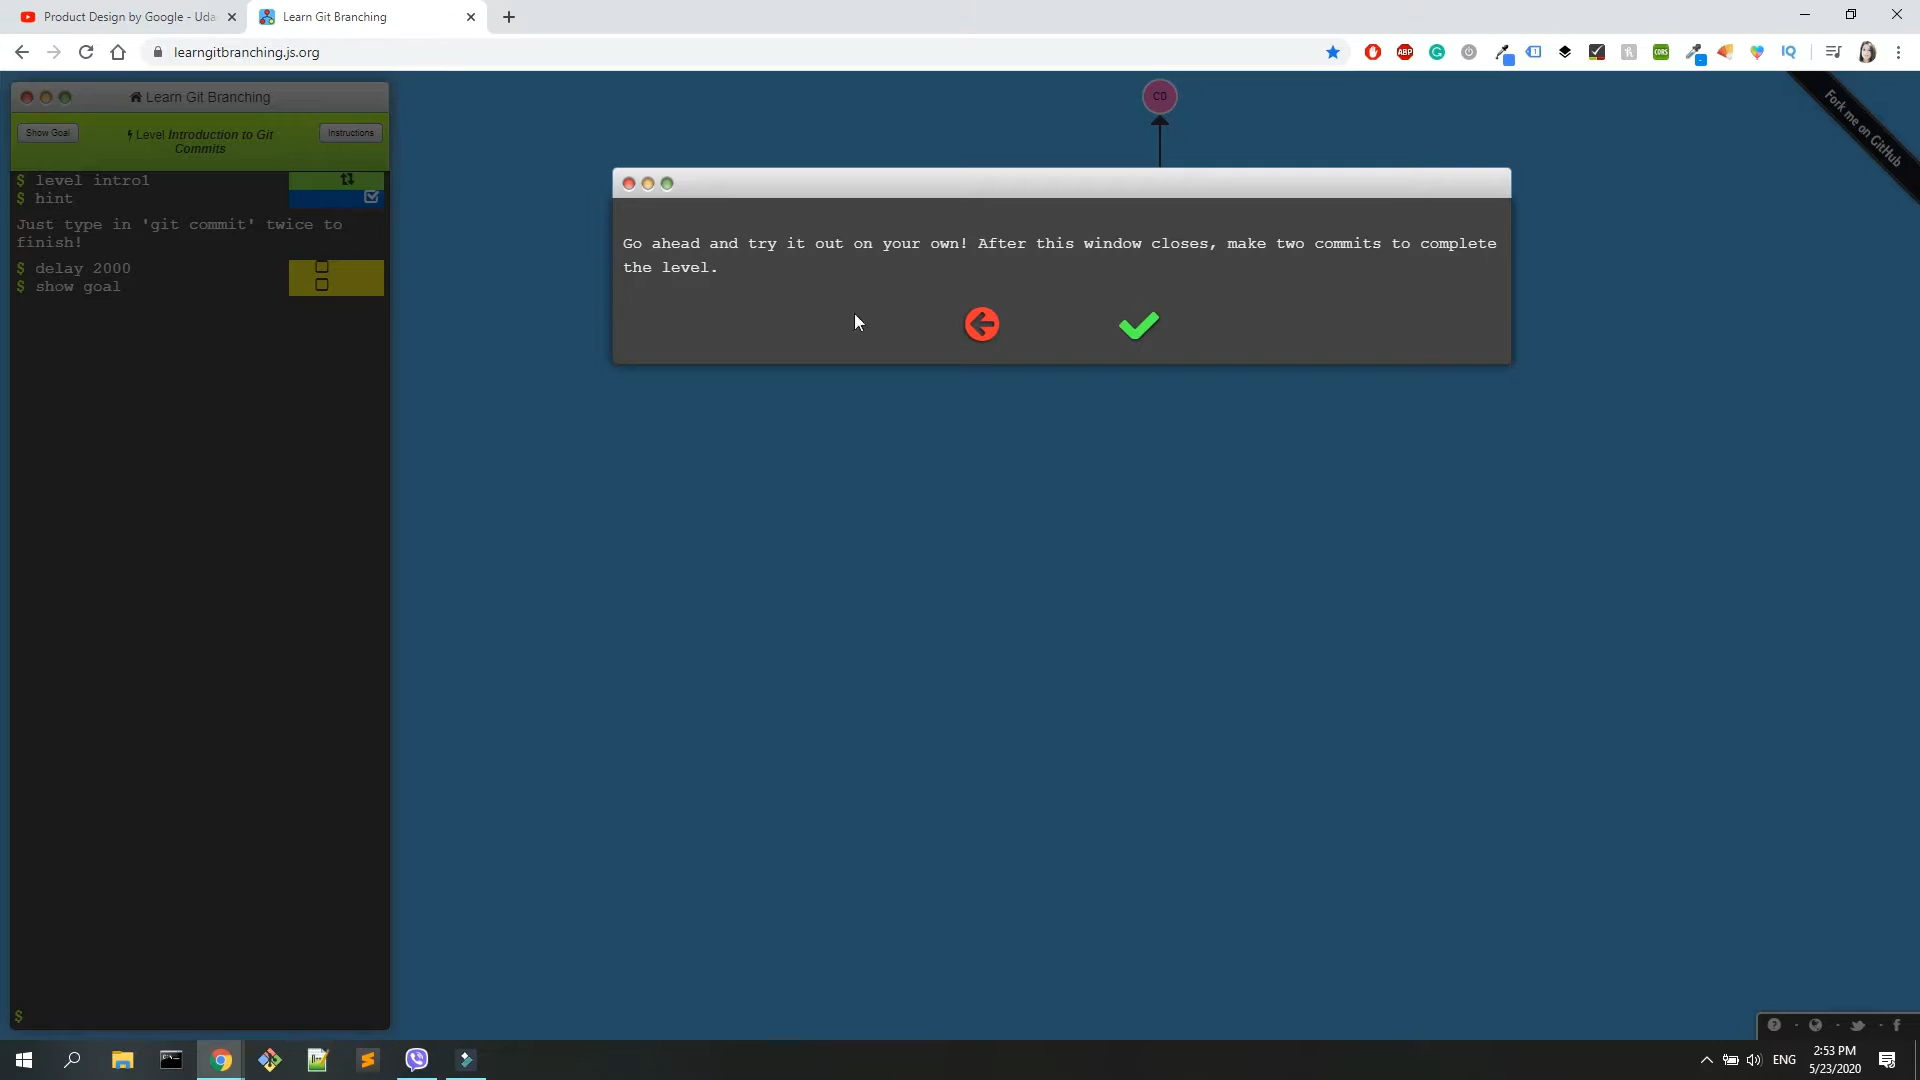 Product Design by Google - Uda
Learn Git Branching
learngitbranching.js.org
Learn Git Branching
Show Goal
Level Introduction to Git Commits
Instructions
$ level intro1
$ hint
Just type in 'git commit' twice to
finish!
$ delay 2000
$ show goal
$
C0
Fork me on GitHub
Go ahead and try it out on your own! After this window closes, make two commits to complete
the level.
ABP
CORS
IQ
ENG
2:53 PM
5/23/2020